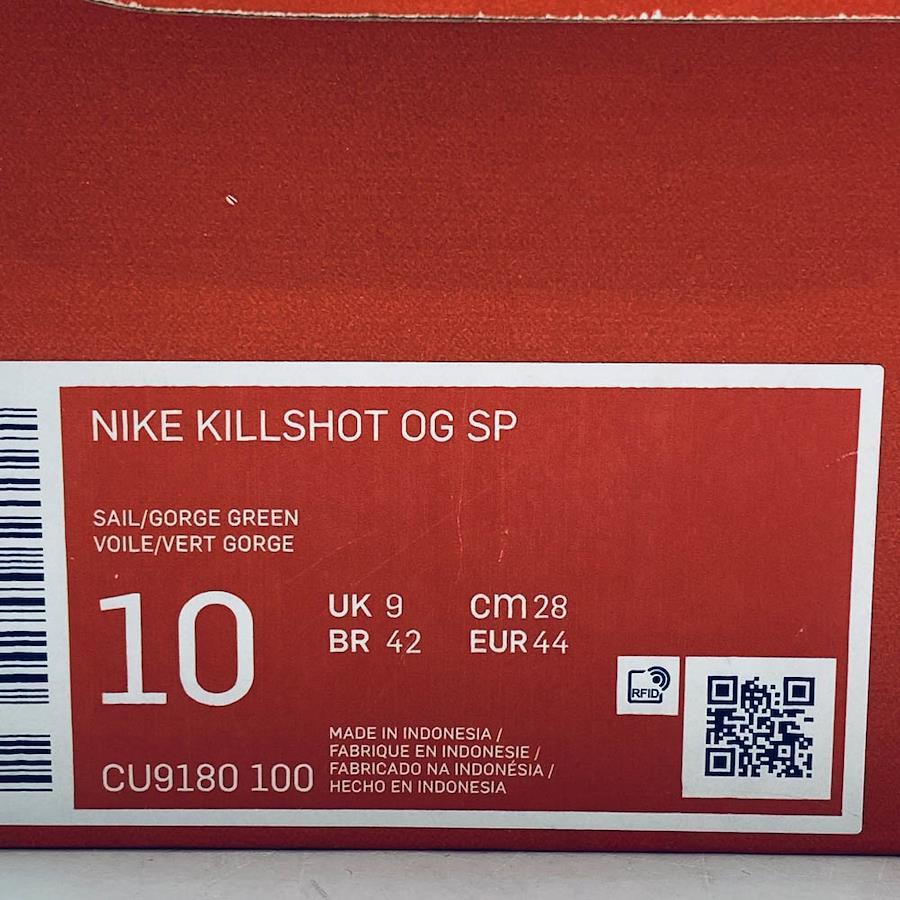 NIKE KILLSHOT OG SP
SAIL/GORGE GREEN
VOILE/VERT GORGE
10
UK 9 cm 28
BR 42 EUR 44
RFID
MADE IN INDONESIA /
FABRIQUE EN INDONESIE /
FABRICADO NA INDONÉSIA /
HECHO EN INDONESIA
CU9180 100